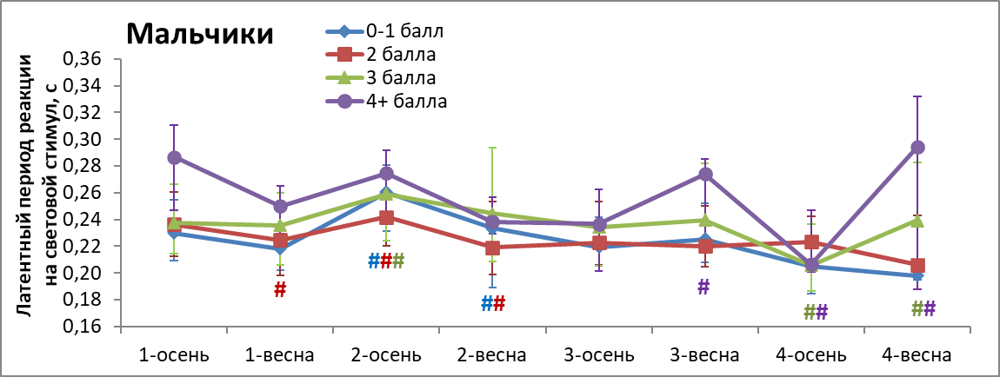 Мальчики
0-1 балл
2 балла
3 балла
4+ балла
Латентный период реакции
на световой стимул, с
0,36
0,34
0,32
0,30
0,28
0,26
0,24
0,22
0,20
0,18
0,16
###
#
#
##
##
##
1-осень 1-весна 2-осень 2-весна 3-осень 3-весна 4-осень 4-весна